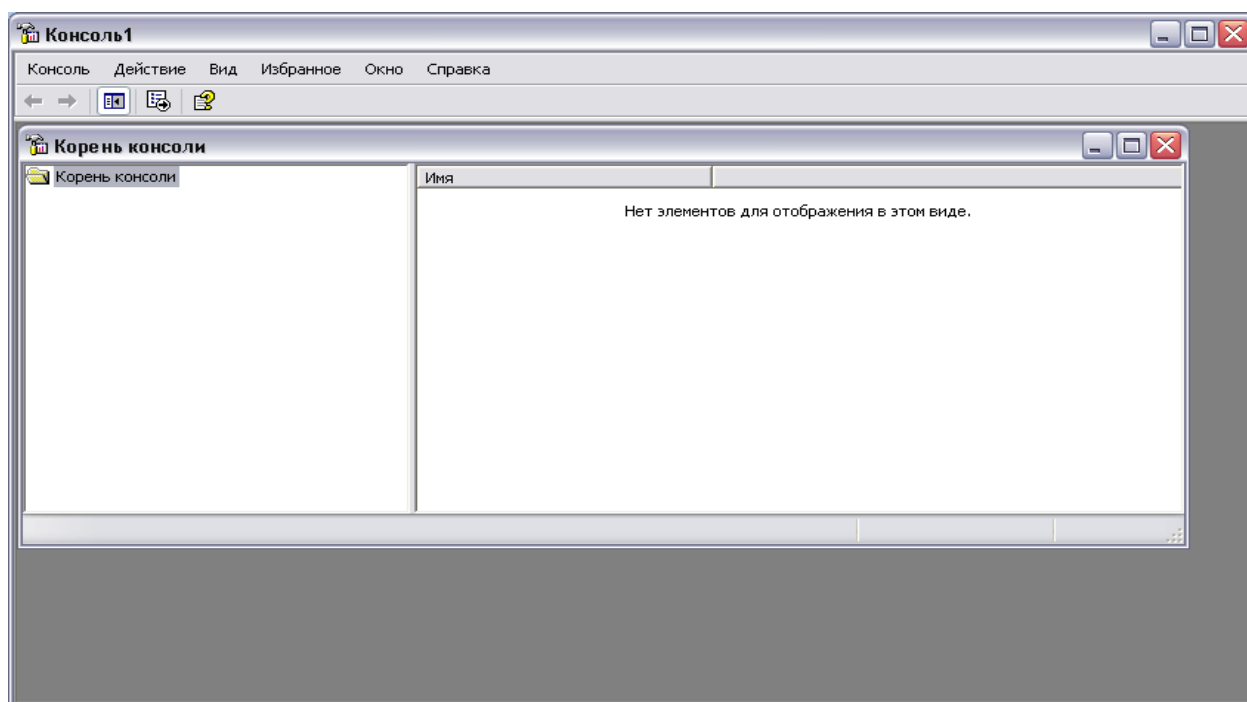 Консоль1
Консоль Действие Вид Избранное Окно Справка
Корень консоли
Корень консоли
Имя
Нет элементов для отображения в этом виде.